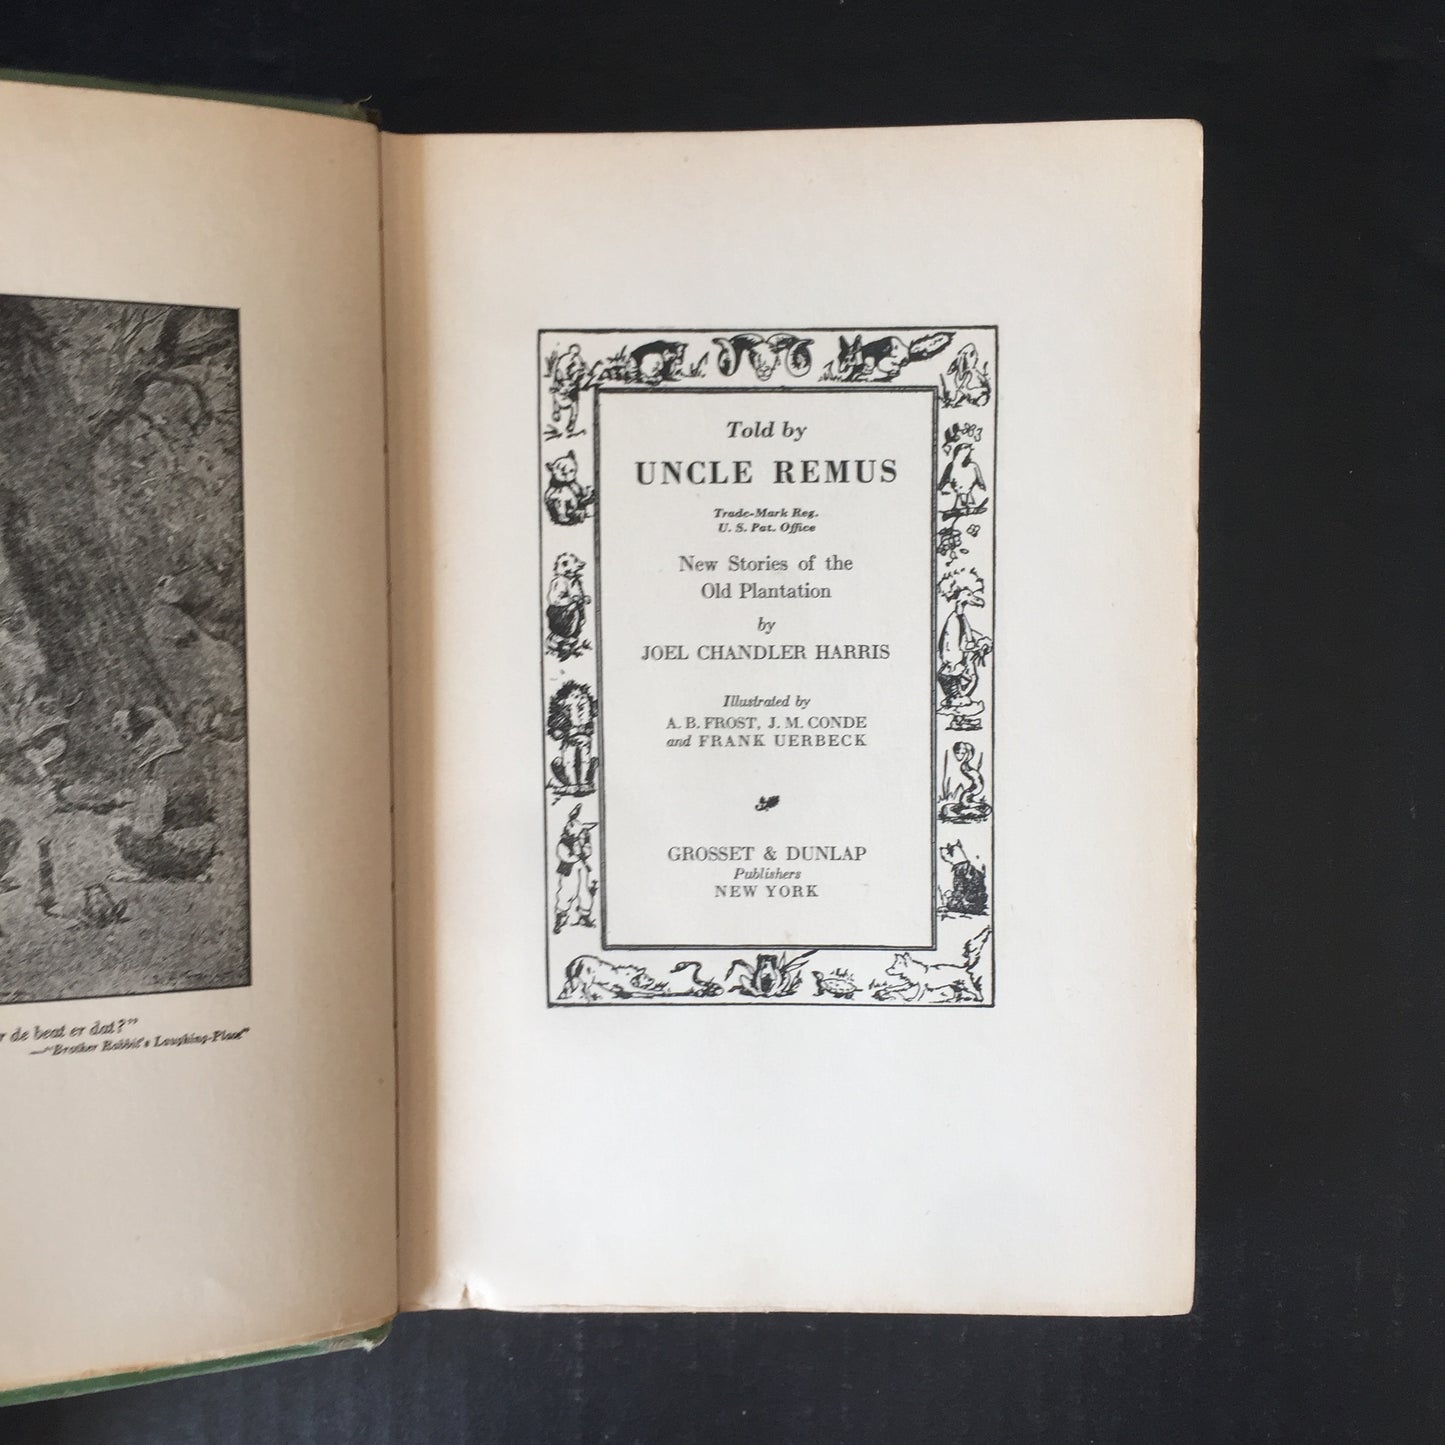 r de beat er dat?"
—"Brother Rabbit's Laughing-Place"
Told by
UNCLE REMUS
Trade-Mark Reg.
U. S. Pat. Office
New Stories of the
Old Plantation
by
JOEL CHANDLER HARRIS
Illustrated by
A. B. FROST, J. M. CONDE
and FRANK UERBECK
GROSSET & DUNLAP
Publishers
NEW YORK